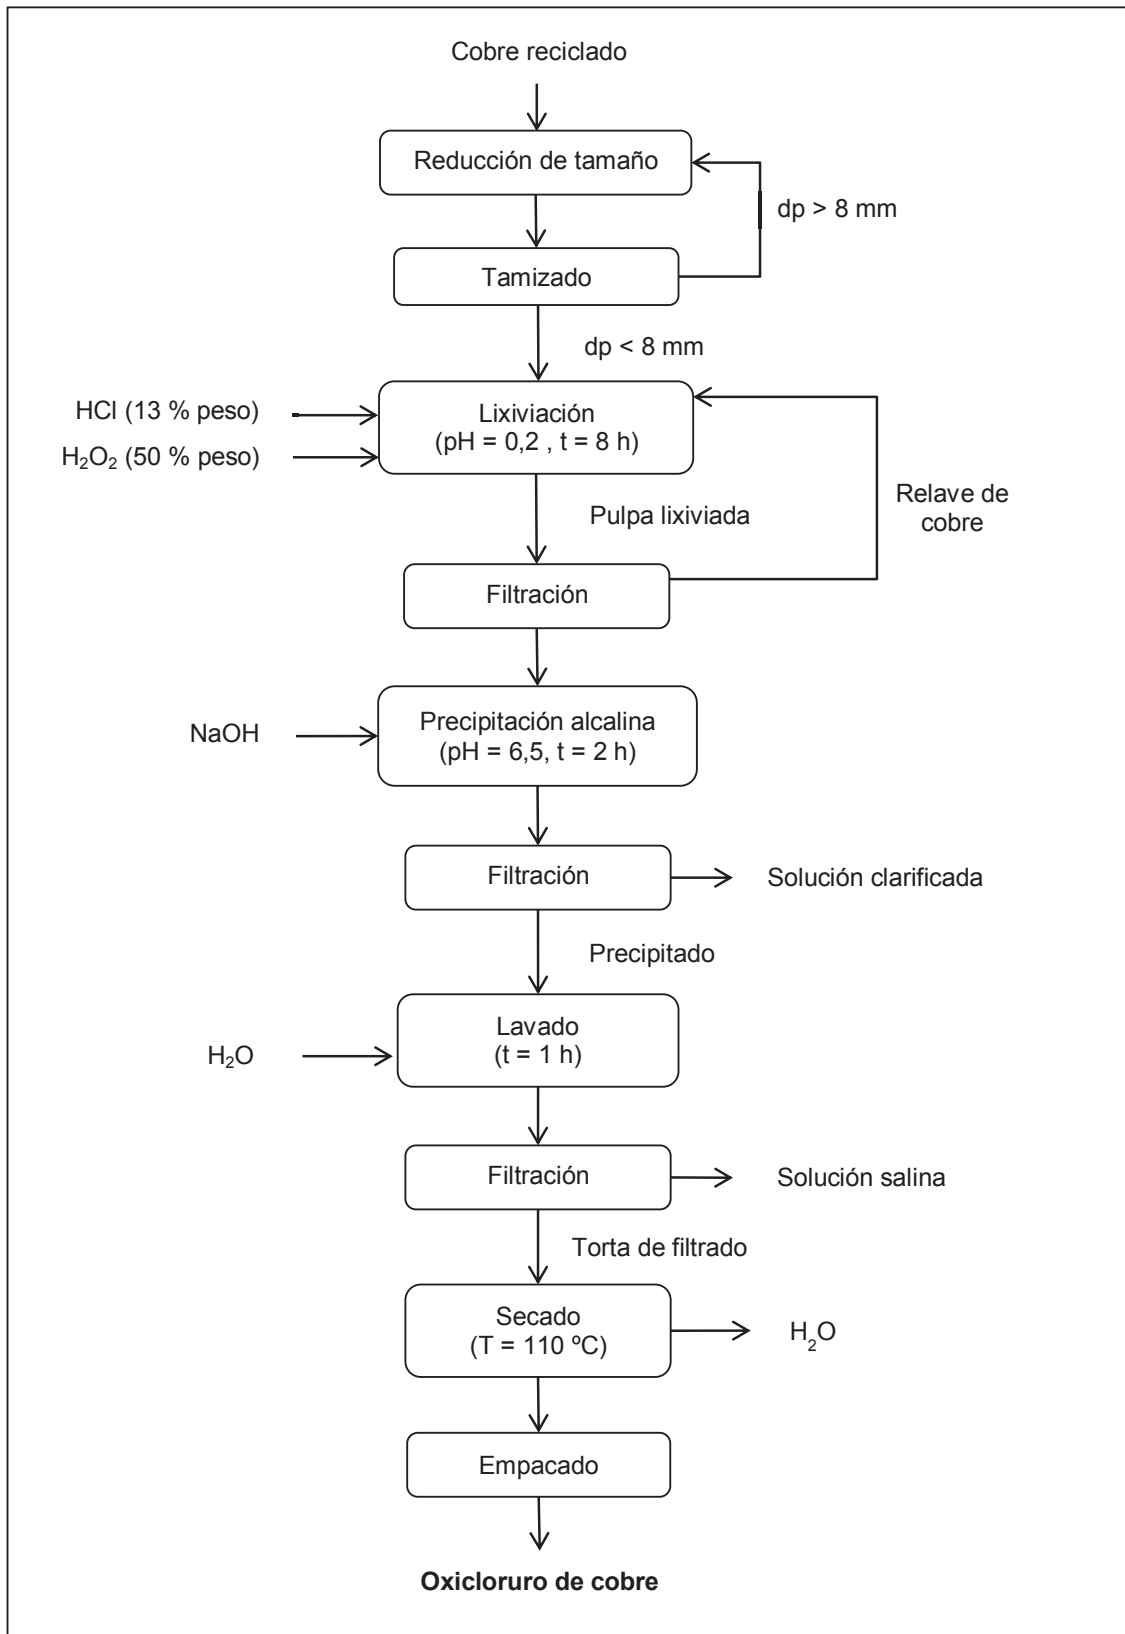 Cobre reciclado
Reducción de tamaño
dp > 8 mm
Tamizado
dp < 8 mm
HCl (13 % peso)
H₂O₂ (50 % peso)
Lixiviación
(pH = 0,2 , t = 8 h)
Relave de
cobre
Pulpa lixiviada
Filtración
NaOH
Precipitación alcalina
(pH = 6,5, t = 2 h)
Filtración
Solución clarificada
Precipitado
H₂O
Lavado
(t = 1 h)
Filtración
Solución salina
Torta de filtrado
Secado
(T = 110 ºC)
H₂O
Empacado
Oxicloruro de cobre